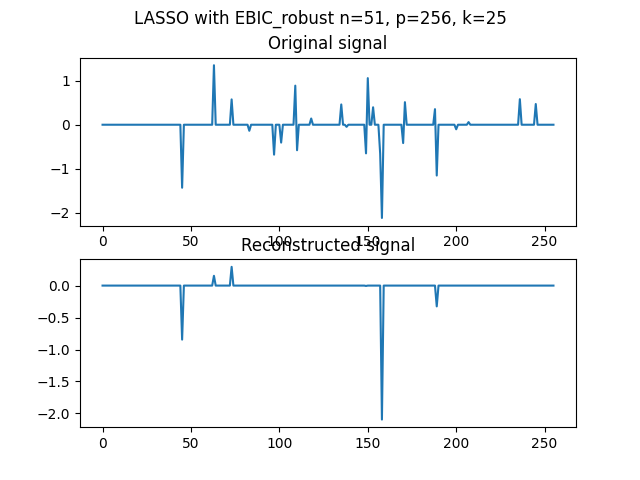 LASSO with EBIC_robust n=51, p=256, k=25
Original signal
1
0
−1
−2
0 50 100 150 200 250
Reconstructed signal
0.0
−0.5
−1.0
−1.5
−2.0
0 50 100 150 200 250